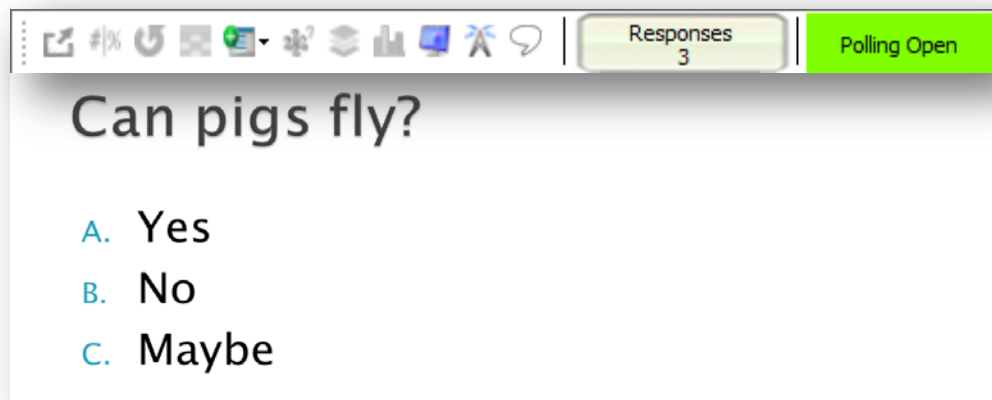 Responses
3
Polling Open
Can pigs fly?
A. Yes
B. No
C. Maybe